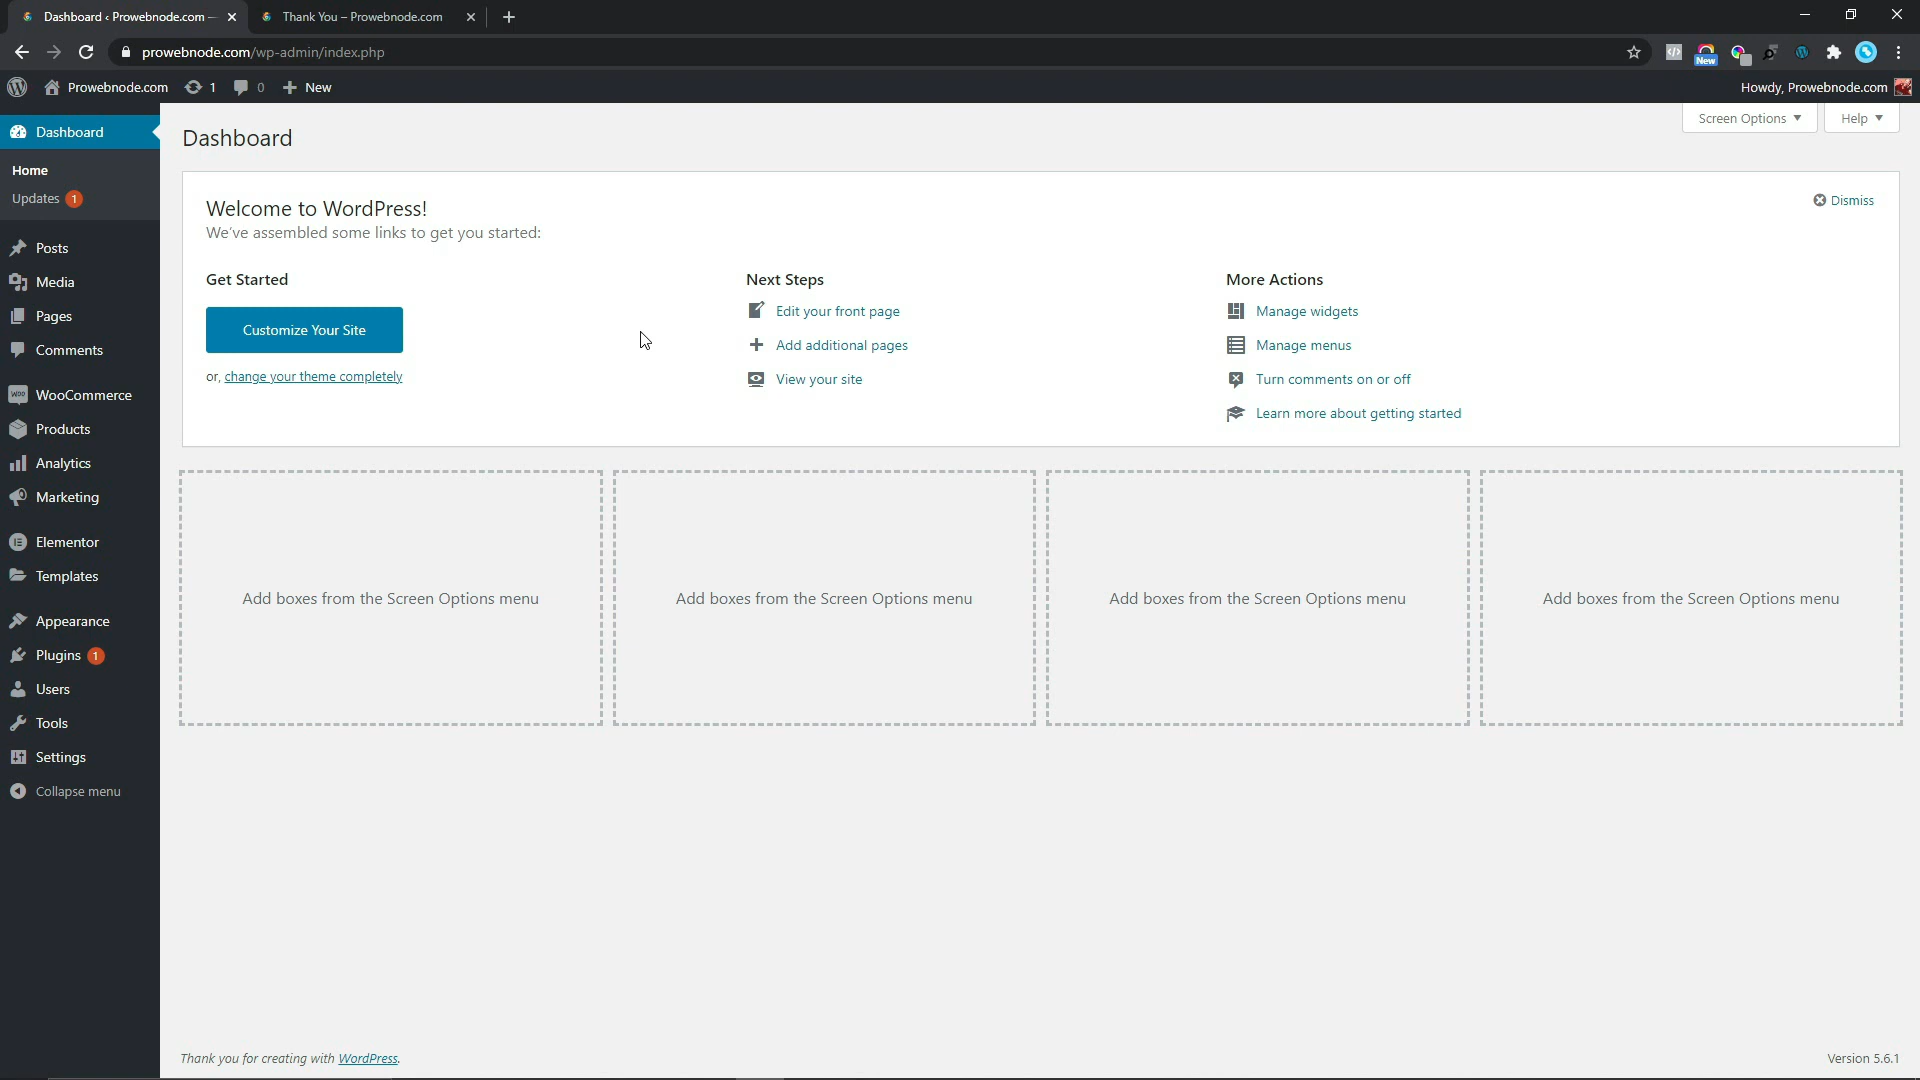 Dashboard ‹ Prowebnode.com —
Thank You – Prowebnode.com
prowebnode.com/wp-admin/index.php
New
Prowebnode.com
1
0
New
Howdy, Prowebnode.com
Dashboard
Home
Updates 1
Posts
Media
Pages
Comments
WooCommerce
Products
Analytics
Marketing
Elementor
Templates
Appearance
Plugins 1
Users
Tools
Settings
Collapse menu
Screen Options
Help
Dashboard
Welcome to WordPress!
We've assembled some links to get you started:
Dismiss
Get Started
Customize Your Site
or, change your theme completely
Next Steps
Edit your front page
Add additional pages
View your site
More Actions
Manage widgets
Manage menus
Turn comments on or off
Learn more about getting started
Add boxes from the Screen Options menu
Add boxes from the Screen Options menu
Add boxes from the Screen Options menu
Add boxes from the Screen Options menu
Thank you for creating with WordPress.
Version 5.6.1